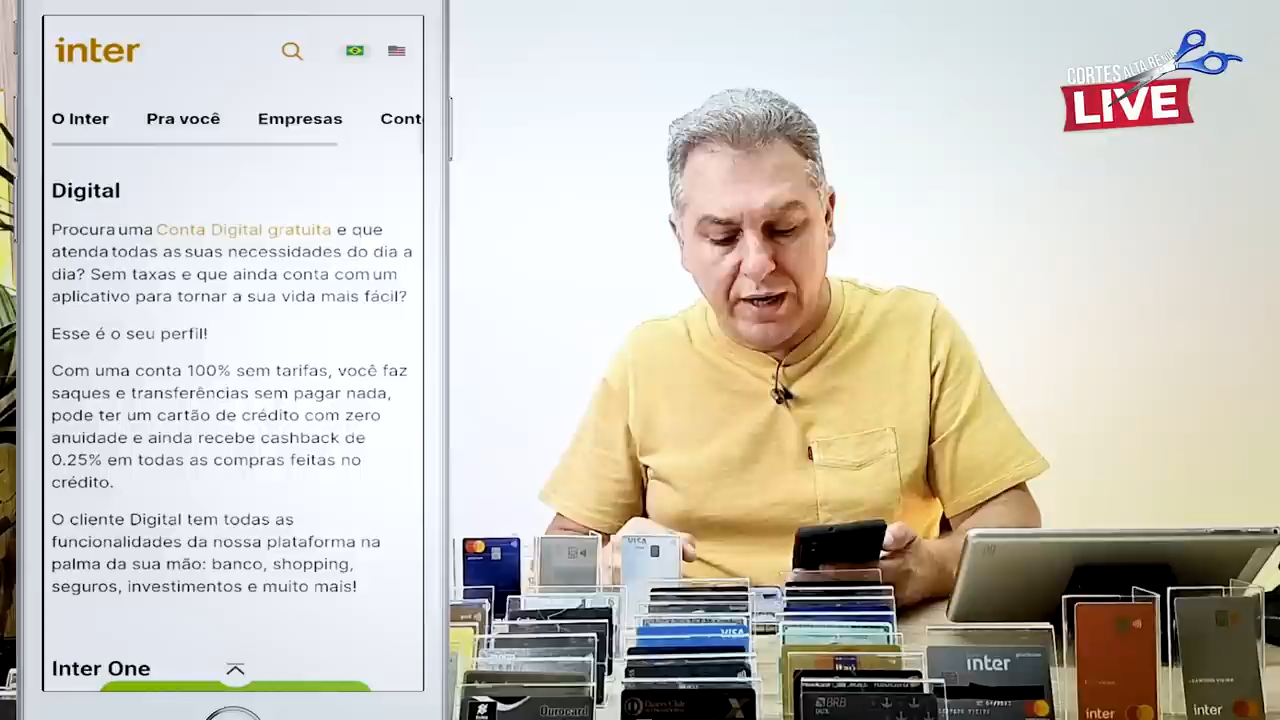 inter
O Inter Pra você Empresas Cont
Digital
Procura uma Conta Digital gratuita e que
atenda todas as suas necessidades do dia a
dia? Sem taxas e que ainda conta com um
aplicativo para tornar a sua vida mais fácil?
Esse é o seu perfil!
Com uma conta 100% sem tarifas, você faz
saques e transferências sem pagar nada,
pode ter um cartão de crédito com zero
anuidade e ainda recebe cashback de
0.25% em todas as compras feitas no
crédito.
O cliente Digital tem todas as
funcionalidades da nossa plataforma na
palma da sua mão: banco, shopping,
seguros, investimentos e muito mais!
Inter One
CORTES ALTA RENDA
LIVE
VISA
VISA
Itaú
inter
Ourocard
Diners Club
BRB
inter
inter